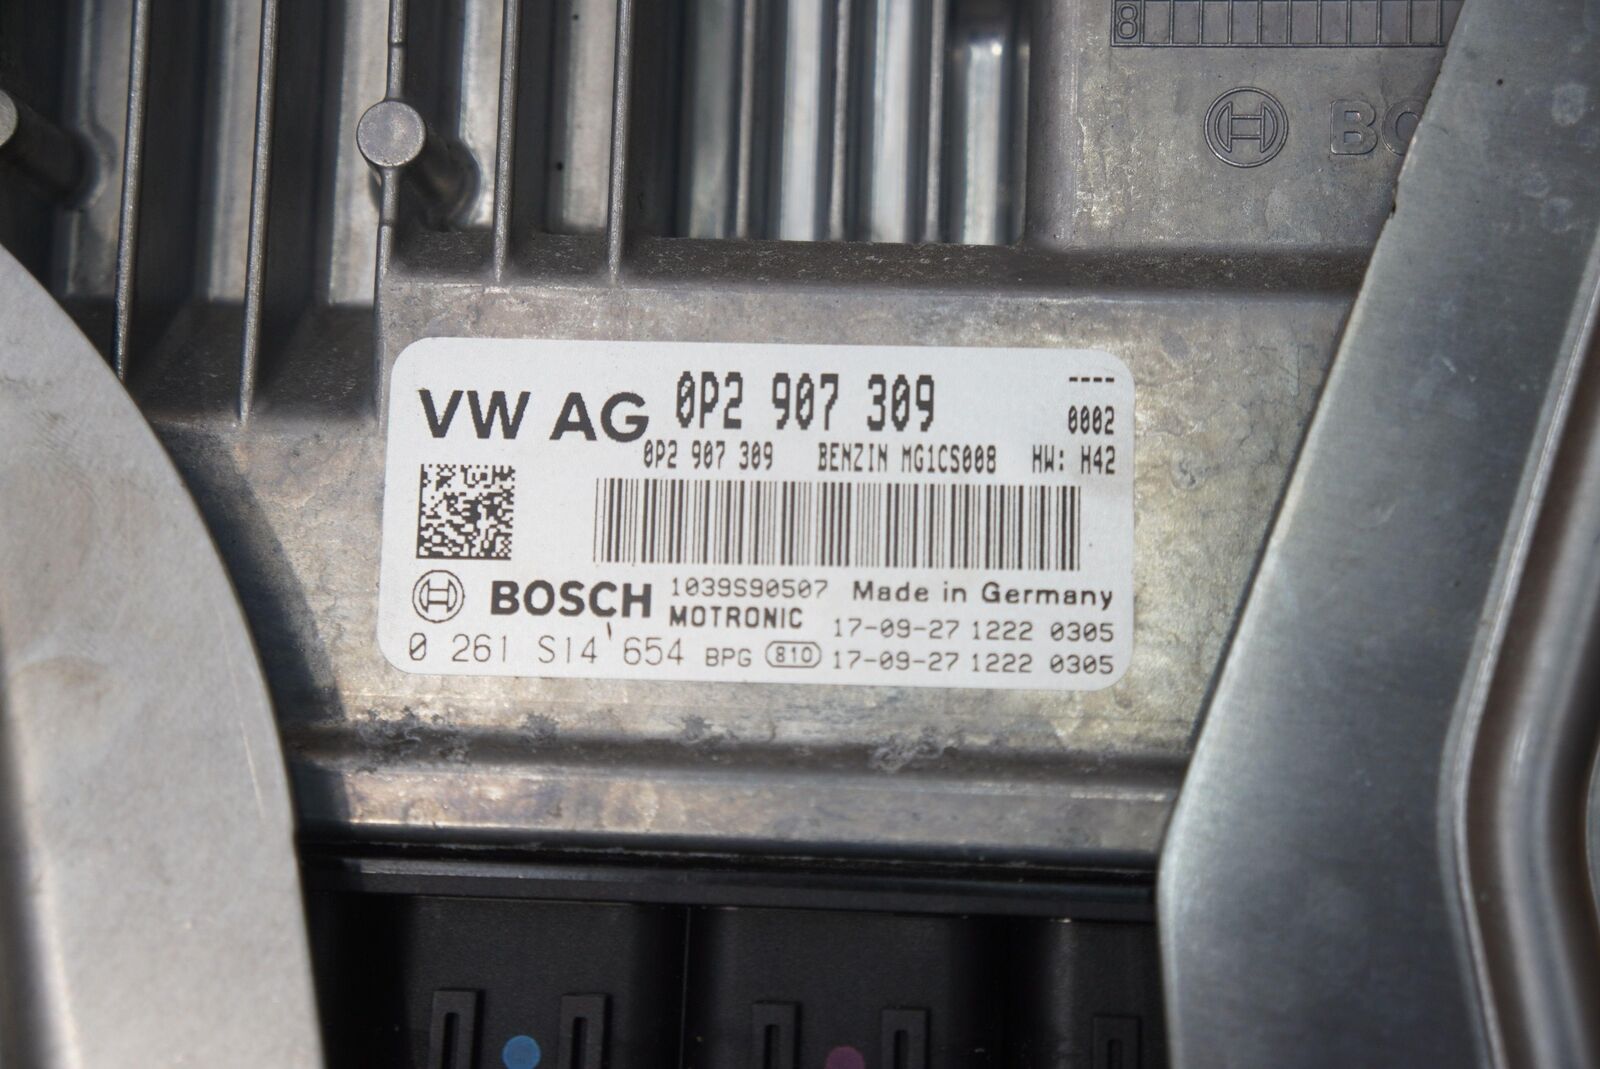 8
VW AG 0P2 907 309 ----
0002
0P2 907 309 BENZIN MG1CS008 HW: H42
BOSCH 1039S90507 Made in Germany
MOTRONIC 17-09-27 1222 0305
0 261 S14 654 BPG 810 17-09-27 1222 0305